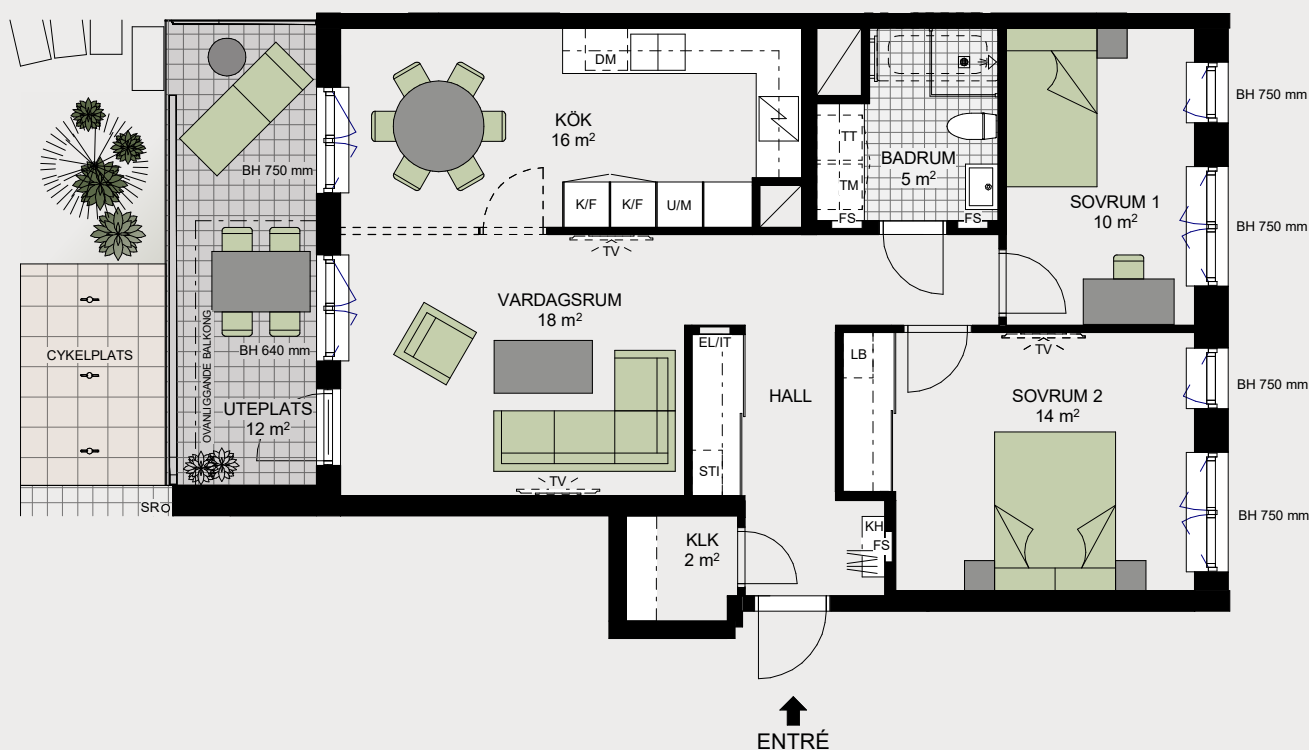 DM
KÖK
16 m²
BH 750 mm
K/F
K/F
U/M
TV
TT
TM
FS
BADRUM
5 m²
FS
SOVRUM 1
10 m²
BH 750 mm
BH 750 mm
VARDAGSRUM
18 m²
TV
CYKELPLATS
OVANLIGGANDE BALKONG
BH 640 mm
UTEPLATS
12 m²
SR
EL/IT
STI
HALL
LB
TV
SOVRUM 2
14 m²
BH 750 mm
BH 750 mm
KLK
2 m²
KH
FS
ENTRÉ